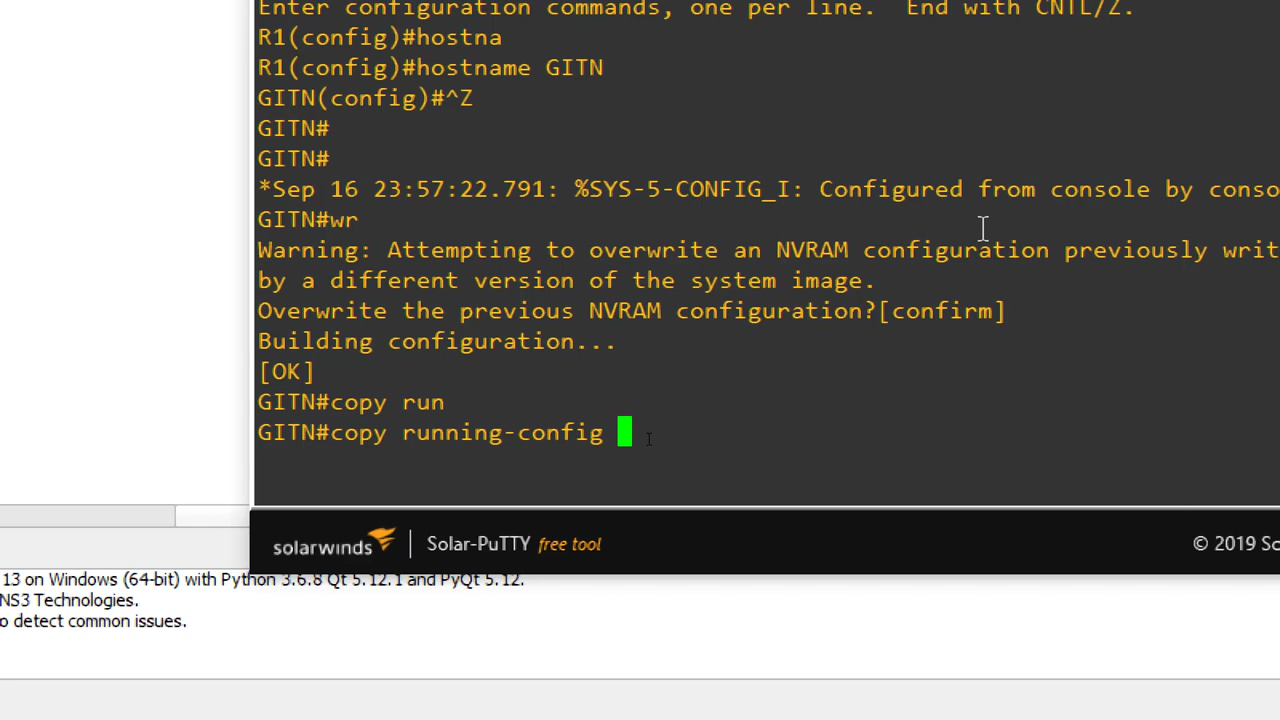 Enter configuration commands, one per line.  End with CNTL/Z.
R1(config)#hostna
R1(config)#hostname GITN
GITN(config)#^Z
GITN#
GITN#
*Sep 16 23:57:22.791: %SYS-5-CONFIG_I: Configured from console by conso
GITN#wr
Warning: Attempting to overwrite an NVRAM configuration previously writ
by a different version of the system image.
Overwrite the previous NVRAM configuration?[confirm]
Building configuration...
[OK]
GITN#copy run
GITN#copy running-config
solarwinds | Solar-PuTTY free tool © 2019 So
13 on Windows (64-bit) with Python 3.6.8 Qt 5.12.1 and PyQt 5.12.
NS3 Technologies.
o detect common issues.